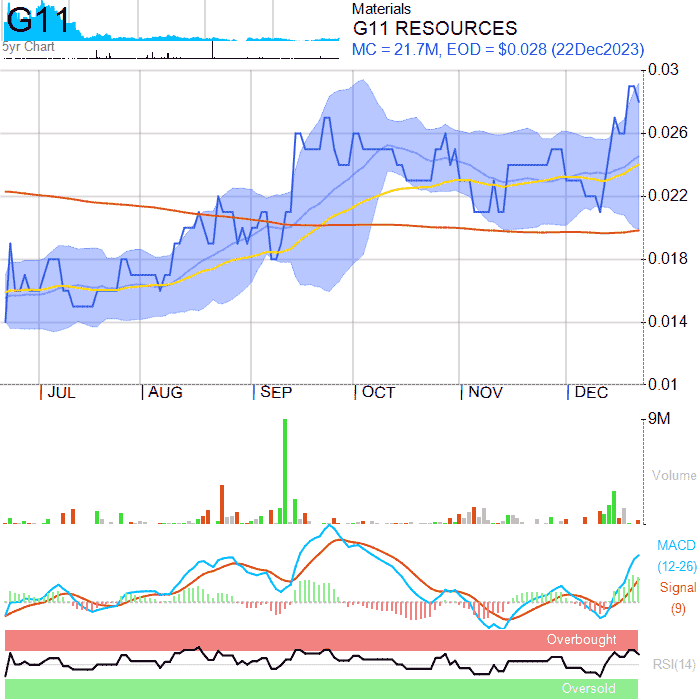 G11
5yr Chart
Materials
G11 RESOURCES
MC = 21.7M, EOD = $0.028 (22Dec2023)
0.03
0.026
0.022
0.018
0.014
0.01
JUL AUG SEP OCT NOV DEC
9M
Volume
MACD
(12-26)
Signal
(9)
Overbought
RSI(14)
Oversold